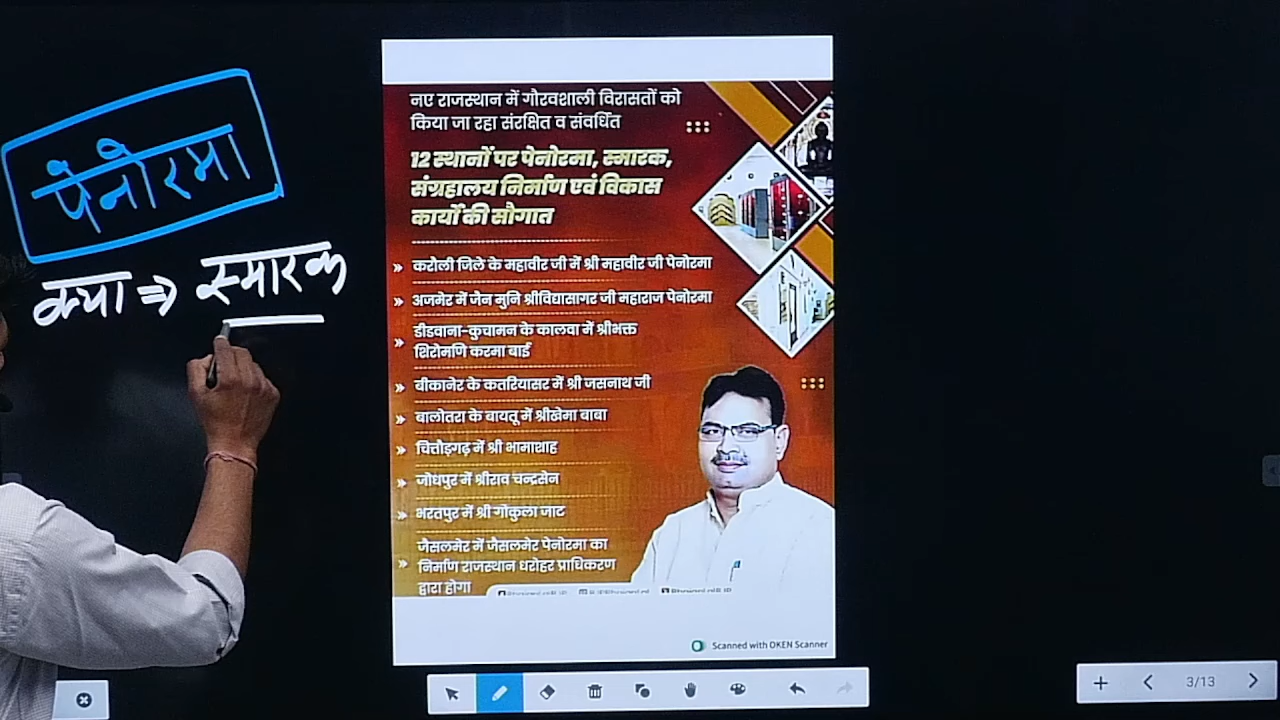 पेनोरमा
क्या ⇒ स्मारक
नए राजस्थान में गौरवशाली विरासतों को
किया जा रहा संरक्षित व संवर्धित
12 स्थानों पर पेनोरमा, स्मारक,
संग्रहालय निर्माण एवं विकास
कार्यों की सौगात
करोली जिले के महावीर जी में श्री महावीर जी पेनोरमा
अजमेर में जेन मुनि श्रीविद्यासागर जी महाराज पेनोरमा
डीडवाना-कुचामन के कालवा में श्रीभक्त
शिरोमणि करमा बाई
बीकानेर के कतरियासर में श्री जसनाथ जी
बालोतरा के बायतू में श्रीखेमा बाबा
चित्तौड़गढ़ में श्री भामाशाह
जोधपुर में श्रीराव चन्द्रसेन
भरतपुर में श्री गोकुला जाट
जैसलमेर में जैसलमेर पेनोरमा का
निर्माण राजस्थान धरोहर प्राधिकरण
द्वारा होगा
Scanned with OKEN Scanner
3/13